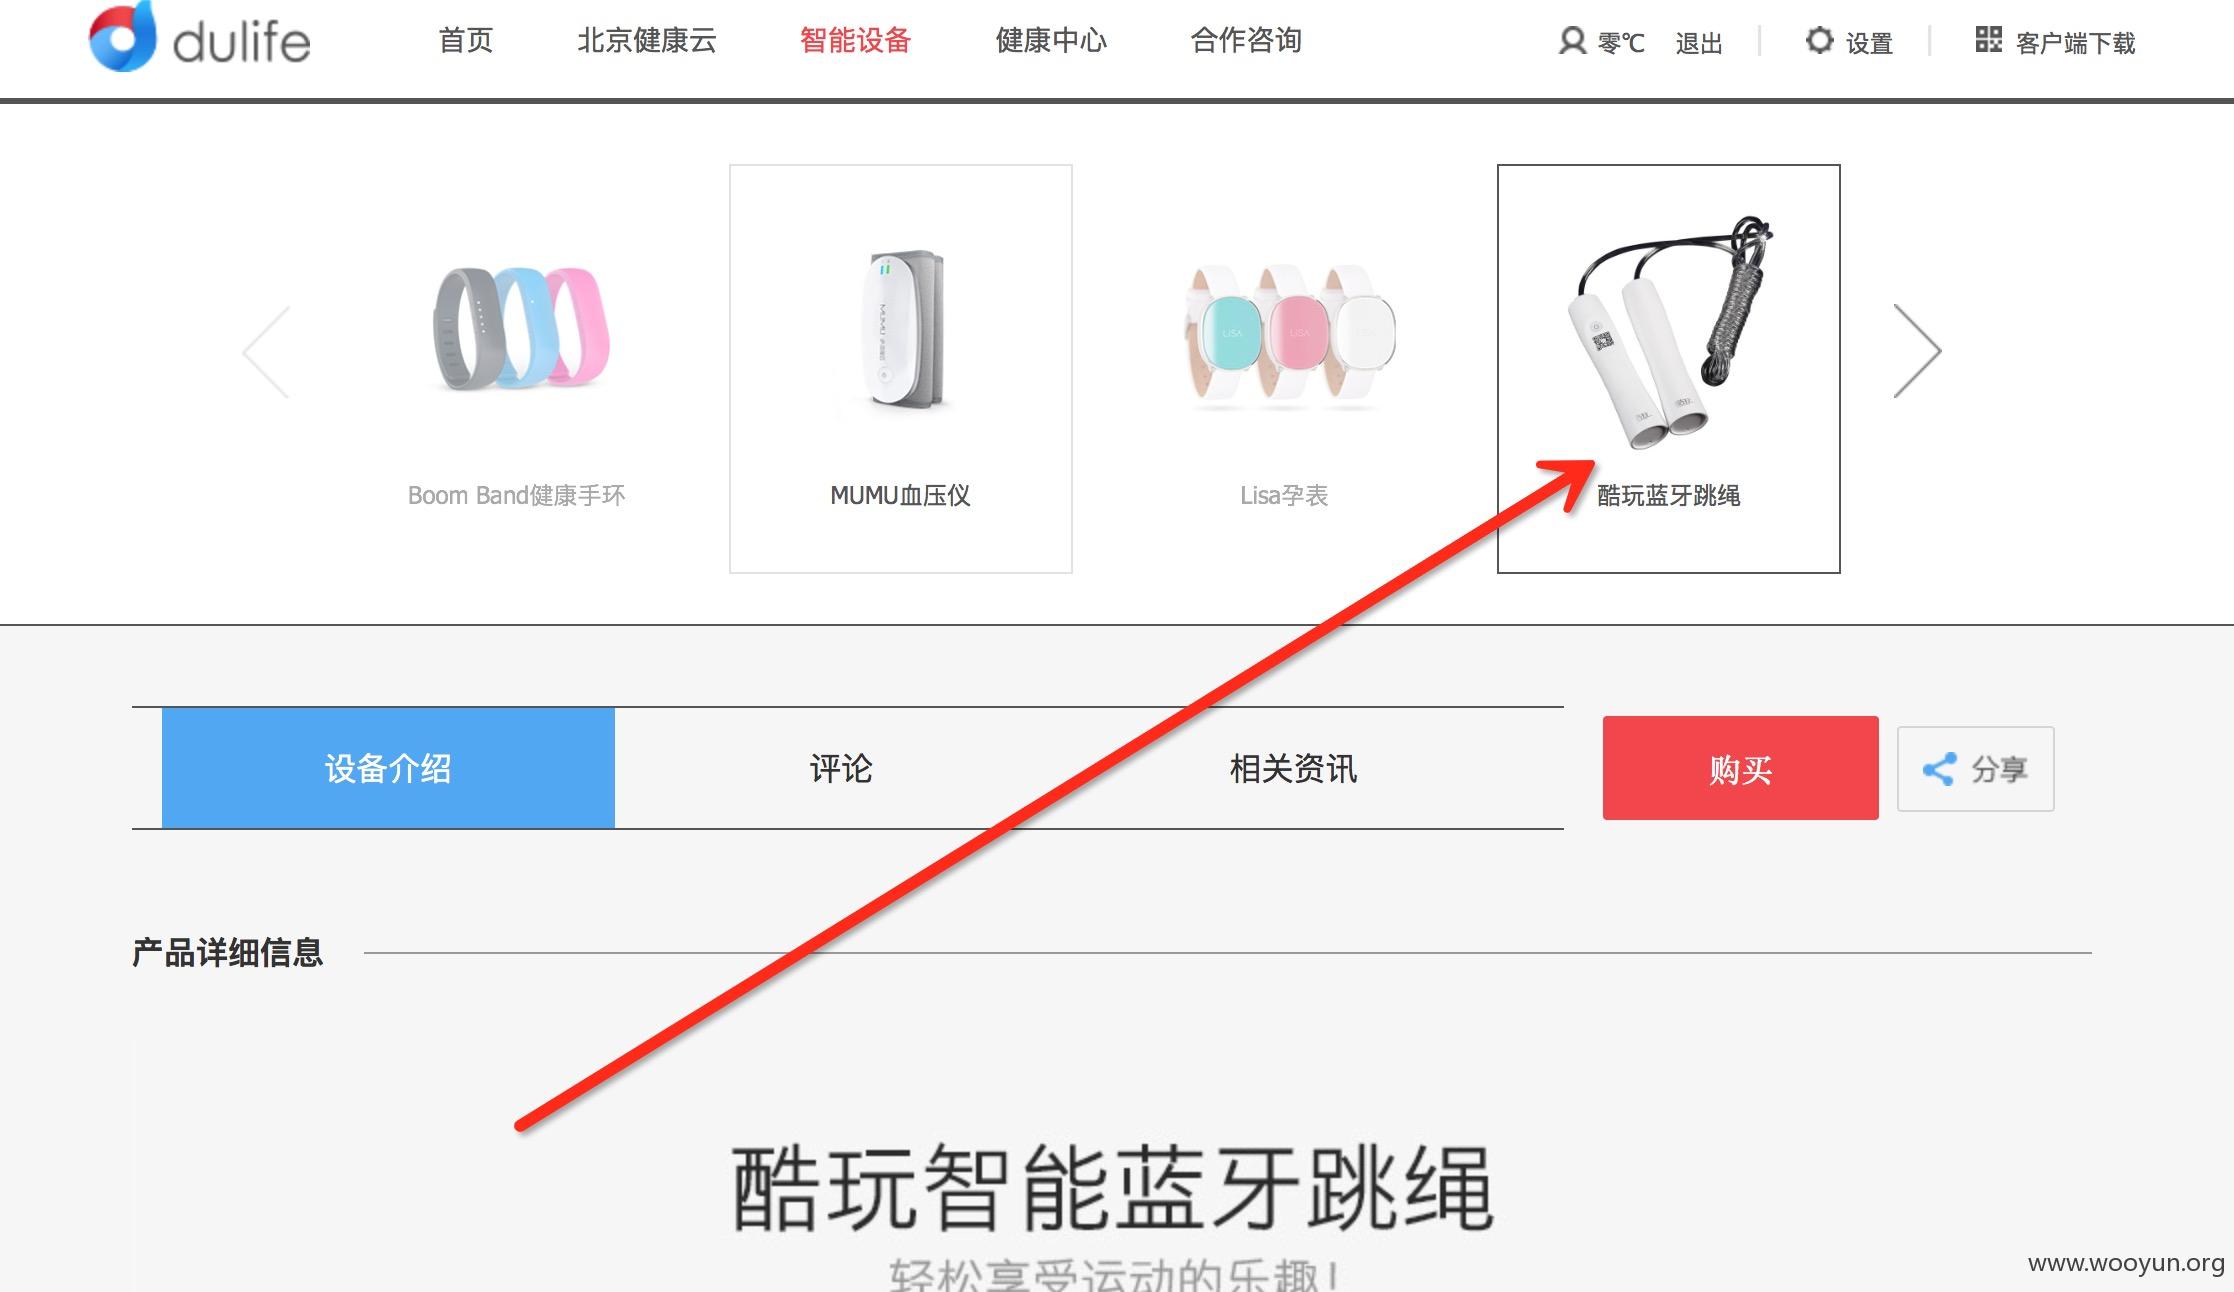 dulife
首页 北京健康云 智能设备 健康中心 合作咨询 零℃ 退出 设置 客户端下载
LISA LISA
Boom Band健康手环 MUMU血压仪 Lisa孕表 酷玩蓝牙跳绳
设备介绍 评论 相关资讯 购买 分享
产品详细信息
酷玩智能蓝牙跳绳
轻松享受运动的乐趣!
www.wooyun.org